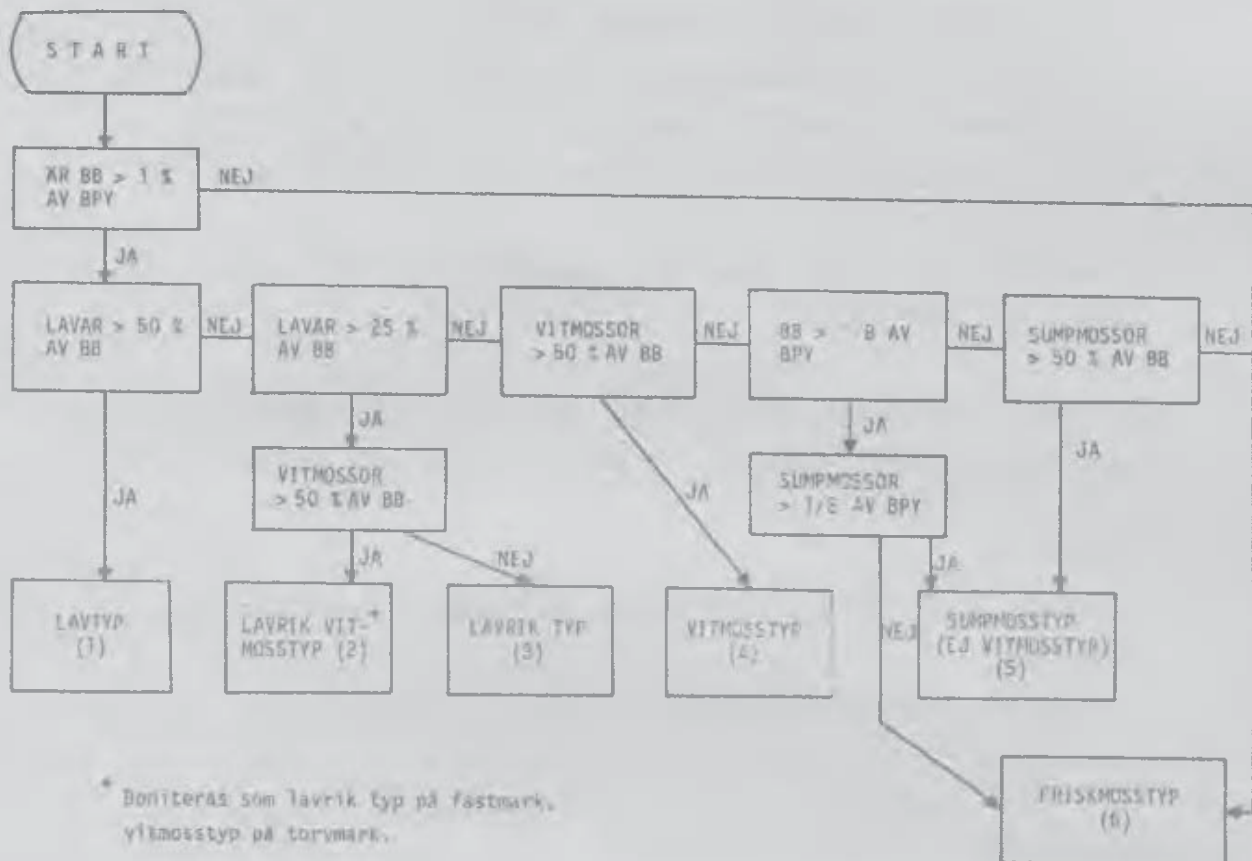 START
ÄR BB > 1 %
AV BPY
NEJ
JA
LAVAR > 50 %
AV BB
NEJ
LAVAR > 25 %
AV BB
NEJ
VITMOSSOR
> 50 % AV BB
NEJ
BB > B AV
BPY
NEJ
SUMPMOSSOR
> 50 % AV BB
NEJ
JA
JA
JA
JA
JA
VITMOSSOR
> 50 % AV BB
SUMPMOSSOR
AV BPY
JA
NEJ
JA
NEJ
LAVTYP
(1)
LAVRIK VIT-*
MOSSTYP (2)
LAVRIK TYP
(3)
VITMOSSTYP
(4)
SUMPMOSSTYP
(EJ VITMOSSTYP)
(5)
FRISKMOSSTYP
(6)
* Boniteras som lavrik typ på fastmark,
vitmosstyp på torvmark.